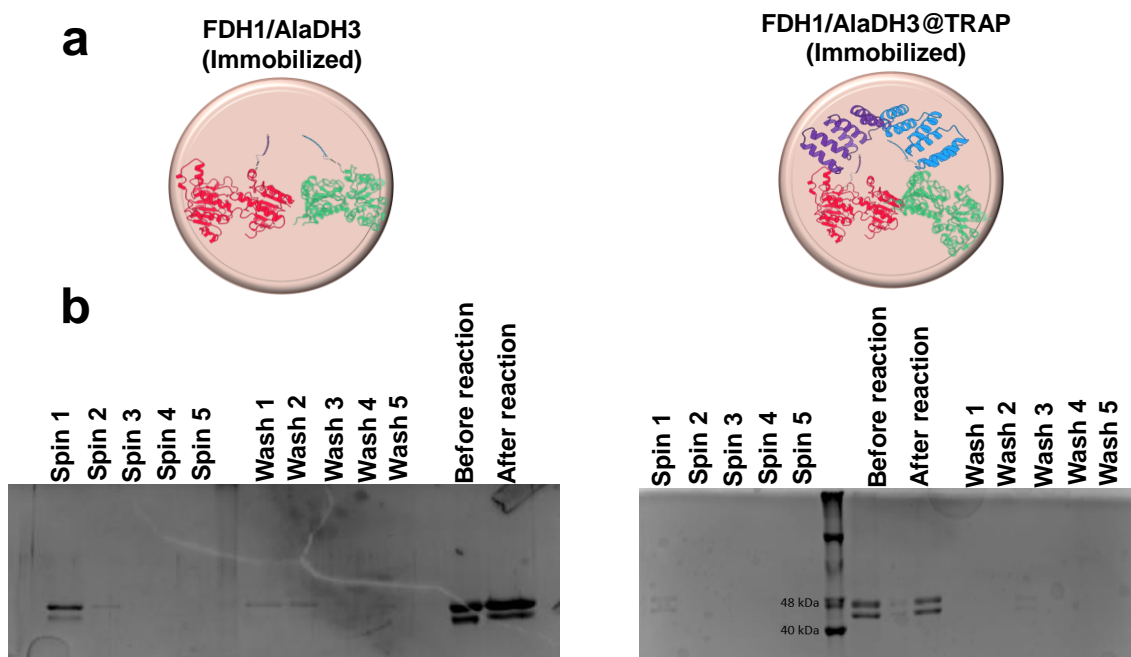 a
FDH1/AlaDH3
(Immobilized)
FDH1/AlaDH3@TRAP
(Immobilized)
b
Spin 1
Spin 2
Spin 3
Spin 4
Spin 5
Wash 1
Wash 2
Wash 3
Wash 4
Wash 5
Before reaction
After reaction
Spin 1
Spin 2
Spin 3
Spin 4
Spin 5
Before reaction
After reaction
Wash 1
Wash 2
Wash 3
Wash 4
Wash 5
48 kDa
40 kDa